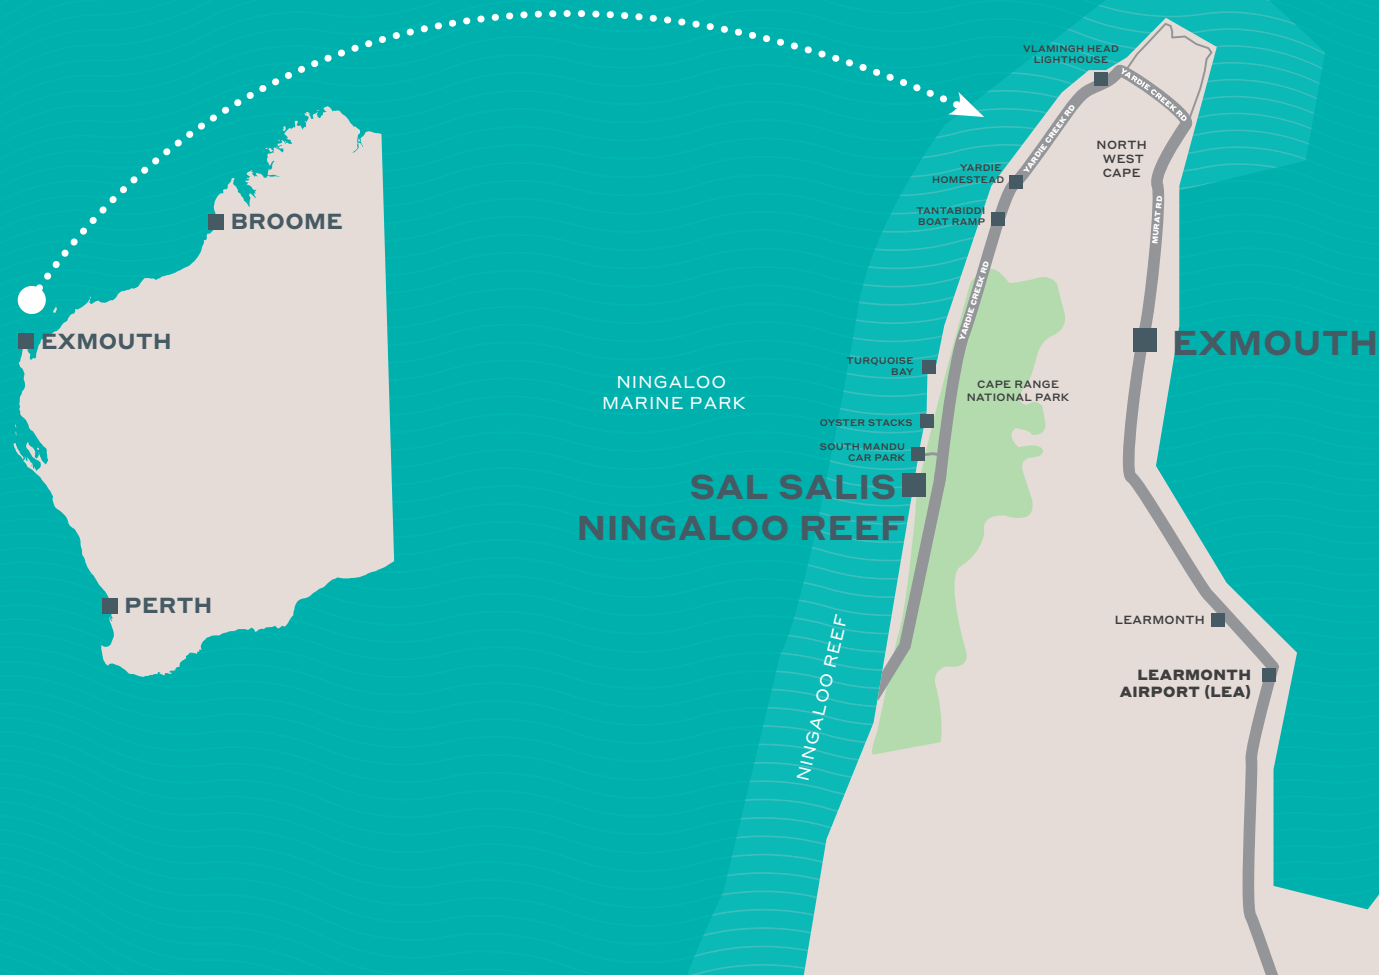 BROOME
EXMOUTH
PERTH
NINGALOO
MARINE PARK
VLAMINGH HEAD
LIGHTHOUSE
YARDIE CREEK RD
YARDIE CREEK RD
NORTH
WEST
CAPE
YARDIE
HOMESTEAD
TANTABIDDI
BOAT RAMP
MURAT RD
YARDIE CREEK RD
EXMOUTH
TURQUOISE
BAY
CAPE RANGE
NATIONAL PARK
OYSTER STACKS
SOUTH MANDU
CAR PARK
SAL SALIS
NINGALOO REEF
NINGALOO REEF
LEARMONTH
LEARMONTH
AIRPORT (LEA)